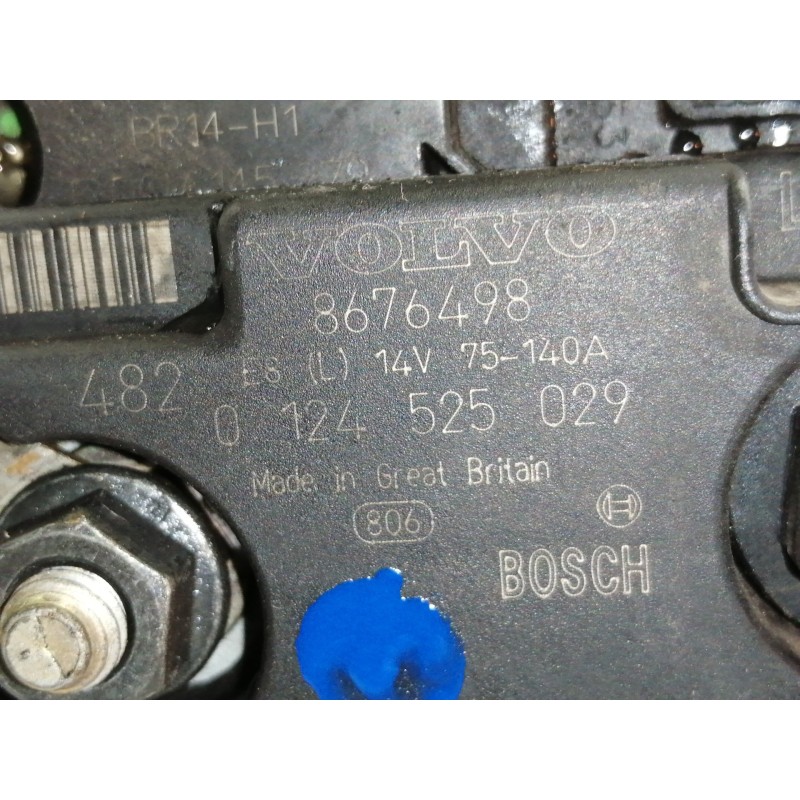 BR14-H1
VOLVO
8676498
482 E8 (L) 14V 75-140A
0 124 525 029
Made in Great Britain
806
H
BOSCH
L